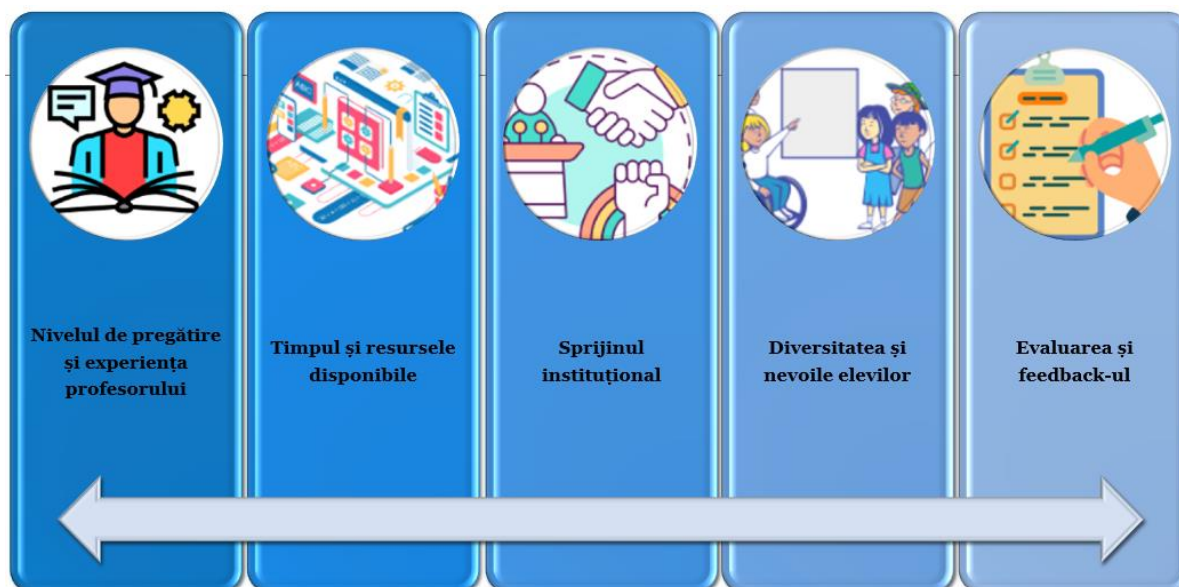 Nivelul de pregătire
și experiența
profesorului
Timpul și resursele
disponibile
Sprijinul
instituțional
Diversitatea și
nevoile elevilor
Evaluarea și
feedback-ul